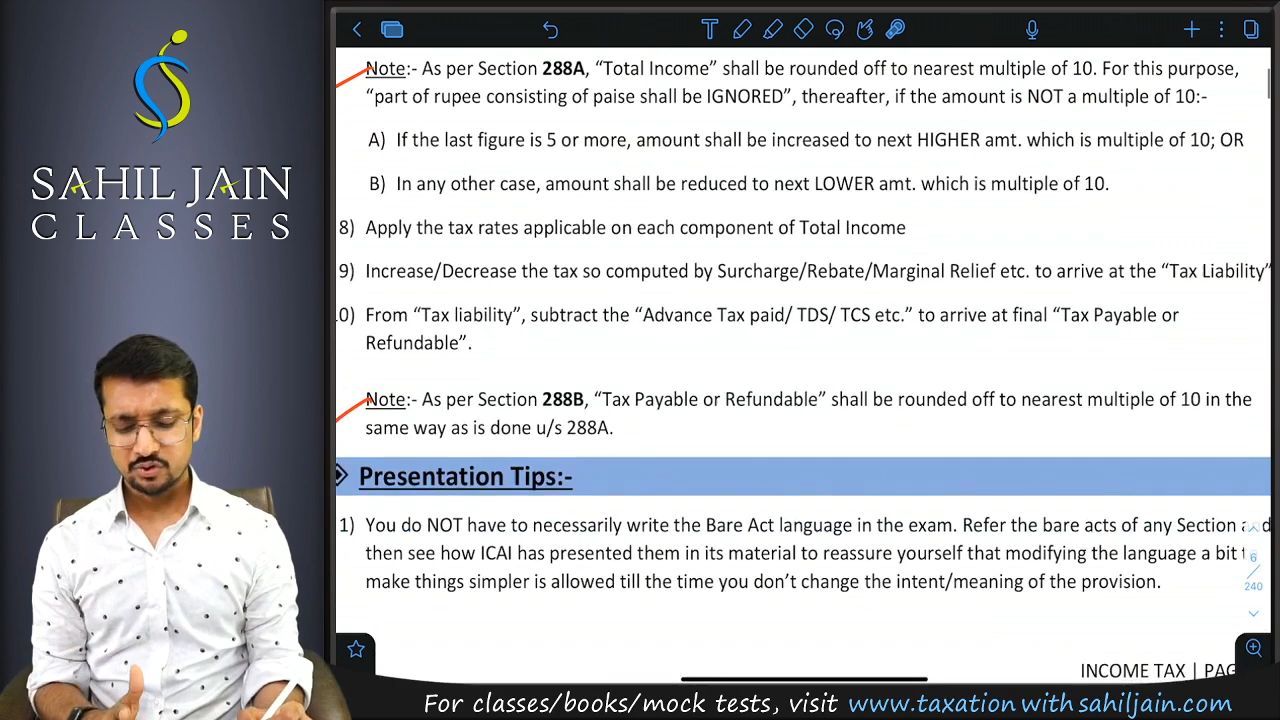 SAHIL JAIN
CLASSES
Note:- As per Section 288A, “Total Income” shall be rounded off to nearest multiple of 10. For this purpose,
“part of rupee consisting of paise shall be IGNORED”, thereafter, if the amount is NOT a multiple of 10:-
A) If the last figure is 5 or more, amount shall be increased to next HIGHER amt. which is multiple of 10; OR
B) In any other case, amount shall be reduced to next LOWER amt. which is multiple of 10.
8) Apply the tax rates applicable on each component of Total Income
9) Increase/Decrease the tax so computed by Surcharge/Rebate/Marginal Relief etc. to arrive at the “Tax Liability”
0) From “Tax liability”, subtract the “Advance Tax paid/ TDS/ TCS etc.” to arrive at final “Tax Payable or
Refundable”.
Note:- As per Section 288B, “Tax Payable or Refundable” shall be rounded off to nearest multiple of 10 in the
same way as is done u/s 288A.
Presentation Tips:-
1) You do NOT have to necessarily write the Bare Act language in the exam. Refer the bare acts of any Section
then see how ICAI has presented them in its material to reassure yourself that modifying the language a bit
make things simpler is allowed till the time you don’t change the intent/meaning of the provision.
6
240
INCOME TAX | PAG
For classes/books/mock tests, visit www.taxationwithsahiljain.com